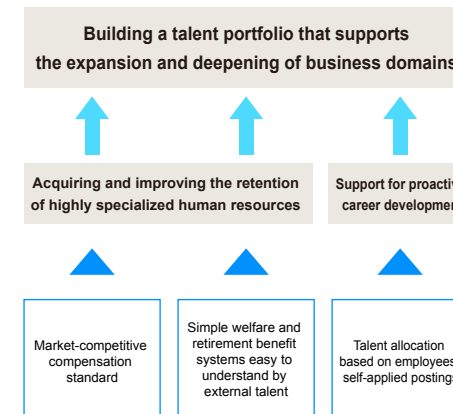 Building a talent portfolio that supports
the expansion and deepening of business domains
Acquiring and improving the retention
of highly specialized human resources
Support for proactiv
career developmen
Market-competitive
compensation
standard
Simple welfare and
retirement benefit
systems easy to
understand by
external talent
Talent allocation
based on employees
self-applied postings